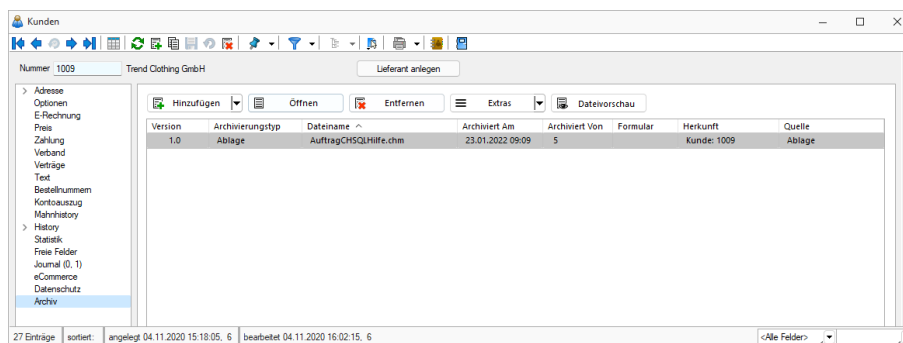 Kunden
Nummer 1009 Trend Clothing GmbH Lieferant anlegen
Adresse
Optionen
E-Rechnung
Preis
Zahlung
Verband
Verträge
Text
Bestellnummern
Kontoauszug
Mahnhistory
History
Statistik
Freie Felder
Journal (0, 1)
eCommerce
Datenschutz
Archiv
Hinzufügen Öffnen Entfernen Extras Dateivorschau
Version Archivierungstyp Dateiname Archiviert Am Archiviert Von Formular Herkunft Quelle
1.0 Ablage AuftragCHSQLHilfe.chm 23.01.2022 09:09 5 Kunde: 1009 Ablage
27 Einträge sortiert: angelegt 04.11.2020 15:18:05, 6 bearbeitet 04.11.2020 16:02:15, 6 <Alle Felder>